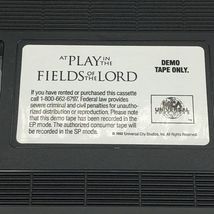 AT PLAY IN THE
FIELDS OF THE LORD
DEMO
TAPE ONLY.
If you have rented or purchased this cassette
call 1-800-662-6797. Federal law provides
severe criminal and civil penalties for unautho-
rized distribution or reproduction. Please note
that this demo tape has been recorded in the
EP mode. The authorized consumer tape will
be recorded in the SP mode.
MCA
UNIVERSAL
© 1992 Universal City Studios, Inc. All Rights Reserved.